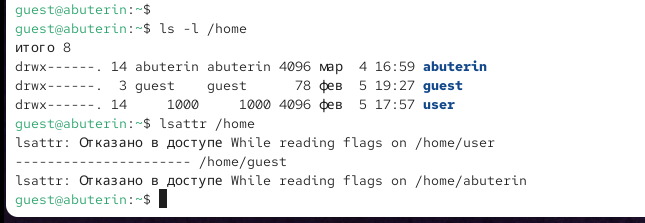 guest@abuterin:~$
guest@abuterin:~$ ls -l /home
итого 8
drwx------. 14 abuterin abuterin 4096 мар  4 16:59 abuterin
drwx------.  3 guest    guest      78 фев  5 19:27 guest
drwx------. 14     1000     1000 4096 фев  5 17:57 user
guest@abuterin:~$ lsattr /home
lsattr: Отказано в доступе While reading flags on /home/user
---------------------- /home/guest
lsattr: Отказано в доступе While reading flags on /home/abuterin
guest@abuterin:~$